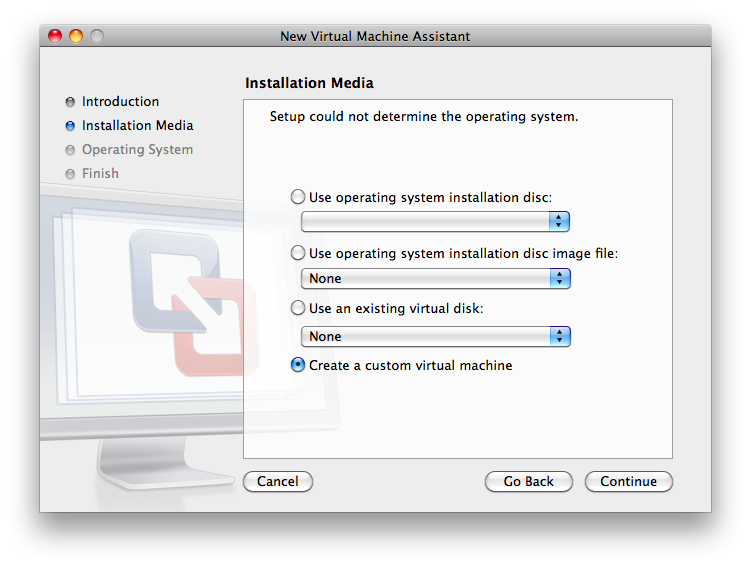 New Virtual Machine Assistant
Introduction
Installation Media
Operating System
Finish
Installation Media
Setup could not determine the operating system.
Use operating system installation disc:
Use operating system installation disc image file:
None
Use an existing virtual disk:
None
Create a custom virtual machine
Cancel
Go Back
Continue